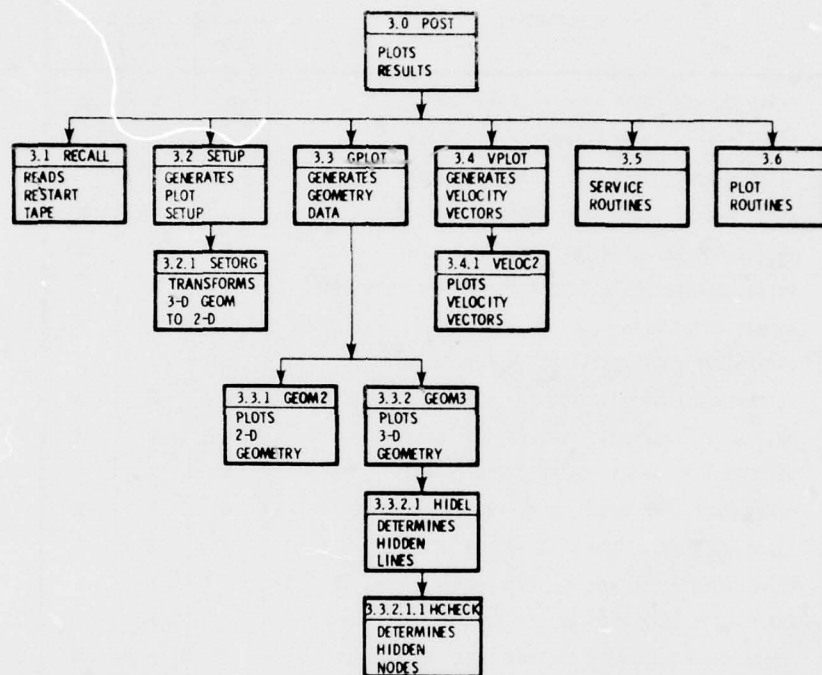 3.0 POST
PLOTS
RESULTS
3.1 RECALL
READS
RESTART
TAPE
3.2 SETUP
GENERATES
PLOT
SETUP
3.3 GPLOT
GENERATES
GEOMETRY
DATA
3.4 VPLOT
GENERATES
VELOCITY
VECTORS
3.5
SERVICE
ROUTINES
3.6
PLOT
ROUTINES
3.2.1 SETORG
TRANSFORMS
3-D GEOM
TO 2-D
3.4.1 VELOC2
PLOTS
VELOCITY
VECTORS
3.3.1 GEOM2
PLOTS
2-D
GEOMETRY
3.3.2 GEOM3
PLOTS
3-D
GEOMETRY
3.3.2.1 HIDEL
DETERMINES
HIDDEN
LINES
3.3.2.1.1 HCHECK
DETERMINES
HIDDEN
NODES